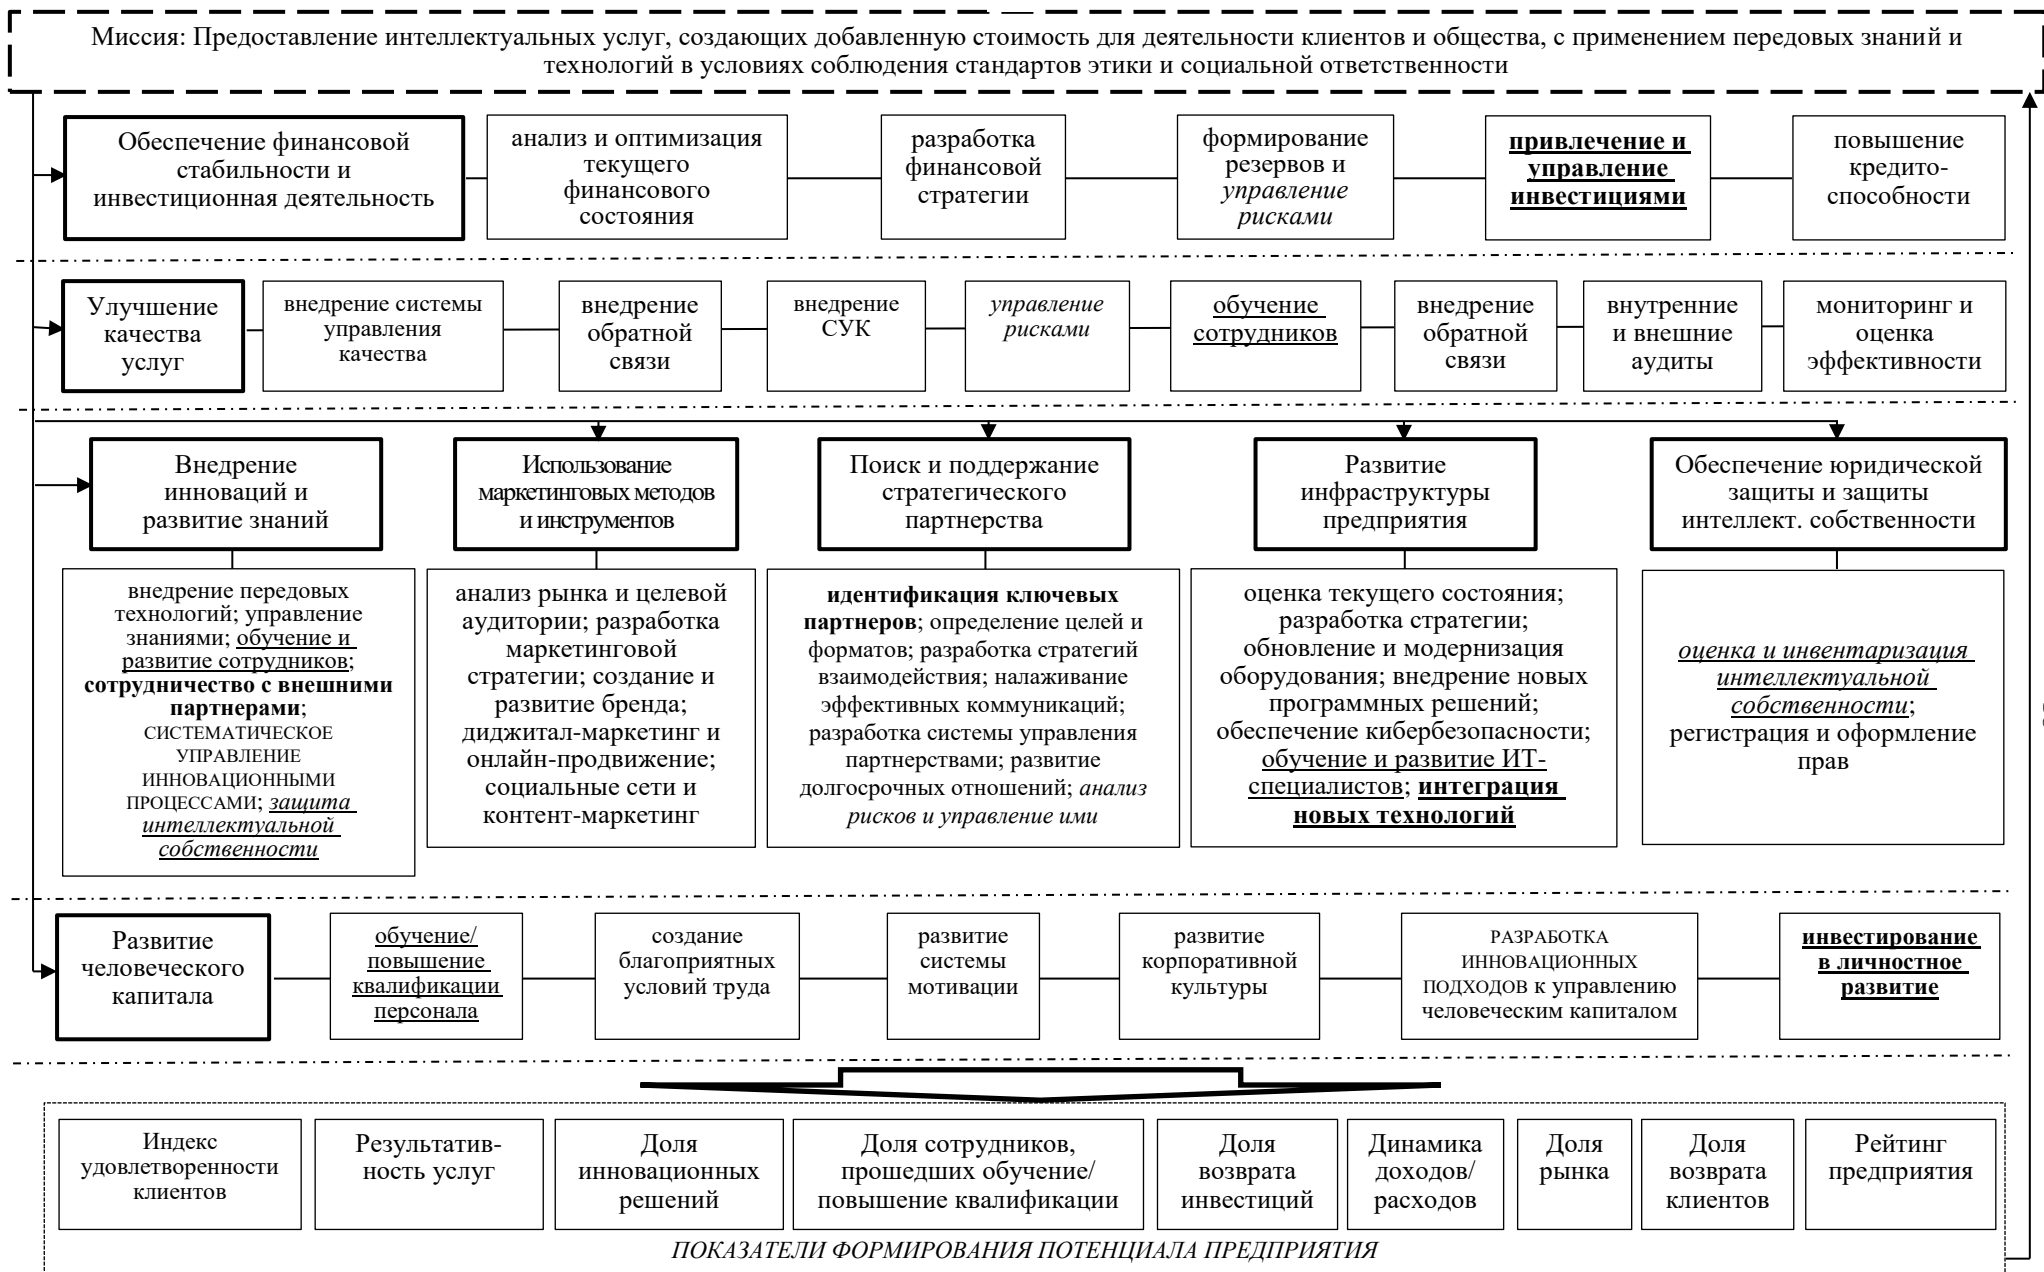 Миссия: Предоставление интеллектуальных услуг, создающих добавленную стоимость для деятельности клиентов и общества, с применением передовых знаний и
технологий в условиях соблюдения стандартов этики и социальной ответственности
Обеспечение финансовой
стабильности и
инвестиционная деятельность
анализ и оптимизация
текущего
финансового
состояния
разработка
финансовой
стратегии
формирование
резервов и
управление
рисками
привлечение и
управление
инвестициями
повышение
кредито-
способности
Улучшение
качества
услуг
внедрение системы
управления
качества
внедрение
обратной
связи
внедрение
СУК
управление
рисками
обучение
сотрудников
внедрение
обратной
связи
внутренние
и внешние
аудиты
мониторинг и
оценка
эффективности
Внедрение
инноваций и
развитие знаний
Использование
маркетинговых методов
и инструментов
Поиск и поддержание
стратегического
партнерства
Развитие
инфраструктуры
предприятия
Обеспечение юридической
защиты и защиты
интеллект. собственности
внедрение передовых
технологий; управление
знаниями; обучение и
развитие сотрудников;
сотрудничество с внешними
партнерами;
СИСТЕМАТИЧЕСКОЕ
УПРАВЛЕНИЕ
ИННОВАЦИОННЫМИ
ПРОЦЕССАМИ; защита
интеллектуальной
собственности
анализ рынка и целевой
аудитории; разработка
маркетинговой
стратегии; создание и
развитие бренда;
диджитал-маркетинг и
онлайн-продвижение;
социальные сети и
контент-маркетинг
идентификация ключевых
партнеров; определение целей и
форматов; разработка стратегий
взаимодействия; налаживание
эффективных коммуникаций;
разработка системы управления
партнерствами; развитие
долгосрочных отношений; анализ
рисков и управление ими
оценка текущего состояния;
разработка стратегии;
обновление и модернизация
оборудования; внедрение новых
программных решений;
обеспечение кибербезопасности;
обучение и развитие ИТ-
специалистов; интеграция
новых технологий
оценка и инвентаризация
интеллектуальной
собственности;
регистрация и оформление
прав
Развитие
человеческого
капитала
обучение/
повышение
квалификации
персонала
создание
благоприятных
условий труда
развитие
системы
мотивации
развитие
корпоративной
культуры
РАЗРАБОТКА
ИННОВАЦИОННЫХ
ПОДХОДОВ к управлению
человеческим капиталом
инвестирование
в личностное
развитие
Индекс
удовлетворенности
клиентов
Результатив-
ность услуг
Доля
инновационных
решений
Доля сотрудников,
прошедших обучение/
повышение квалификации
Доля
возврата
инвестиций
Динамика
доходов/
расходов
Доля
рынка
Доля
возврата
клиентов
Рейтинг
предприятия
ПОКАЗАТЕЛИ ФОРМИРОВАНИЯ ПОТЕНЦИАЛА ПРЕДПРИЯТИЯ